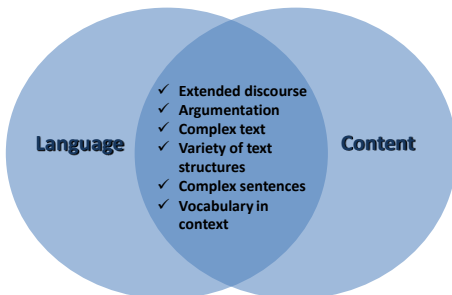 Language
✓ Extended discourse
✓ Argumentation
✓ Complex text
✓ Variety of text
structures
✓ Complex sentences
✓ Vocabulary in
context
Content